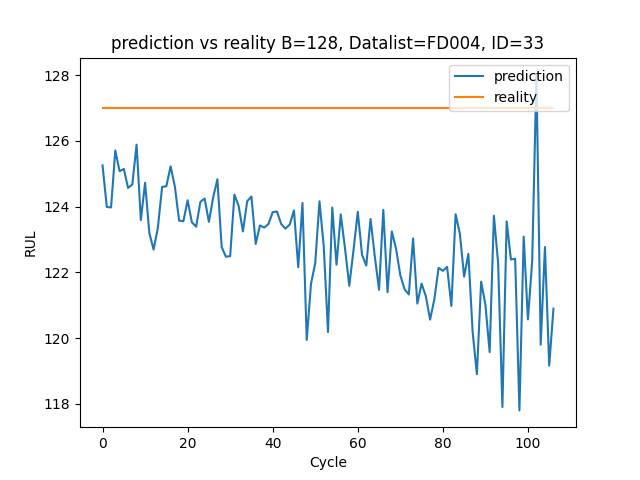 prediction vs reality B=128, Datalist=FD004, ID=33
128
126
124
122
120
118
RUL
prediction
reality
0 20 40 60 80 100
Cycle